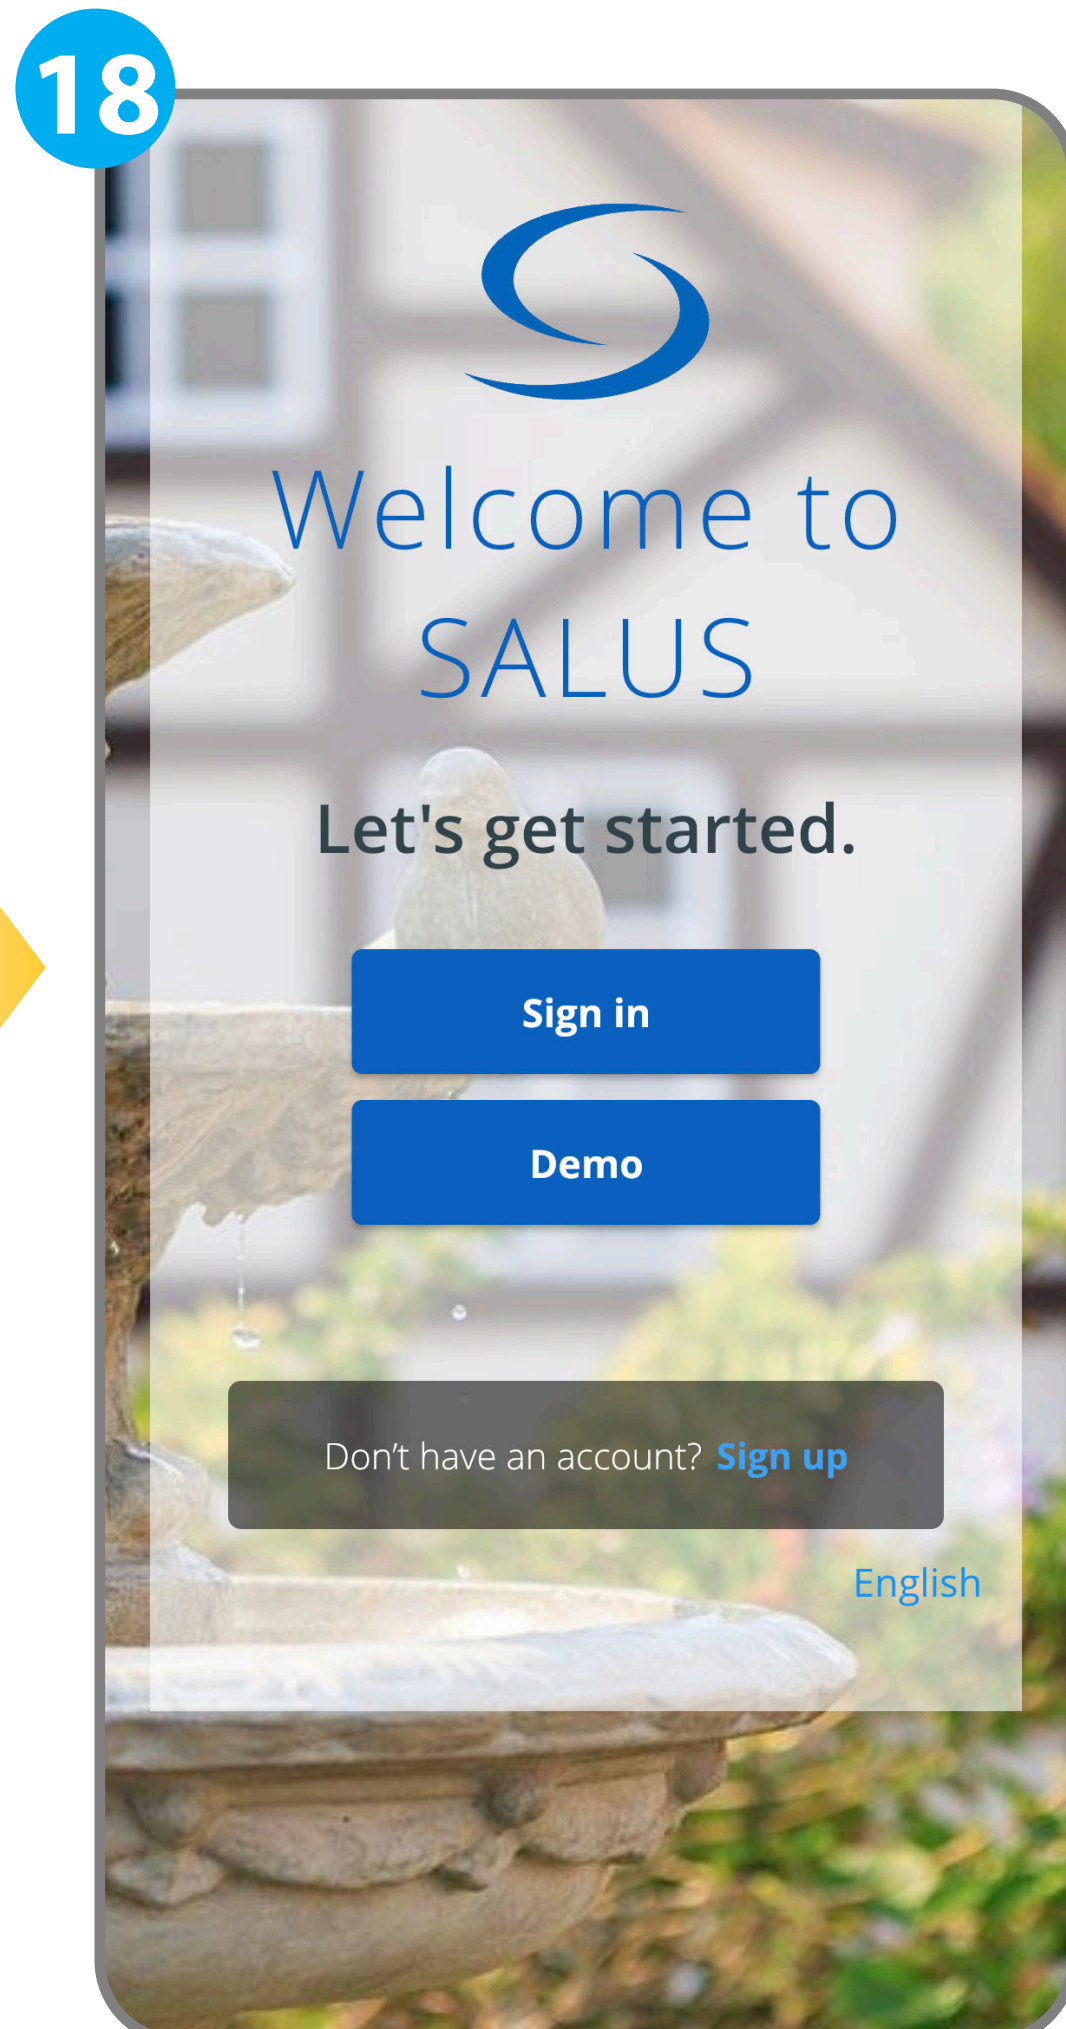 18
Welcome to
SALUS
Let's get started.
Sign in
Demo
Don’t have an account? Sign up
English